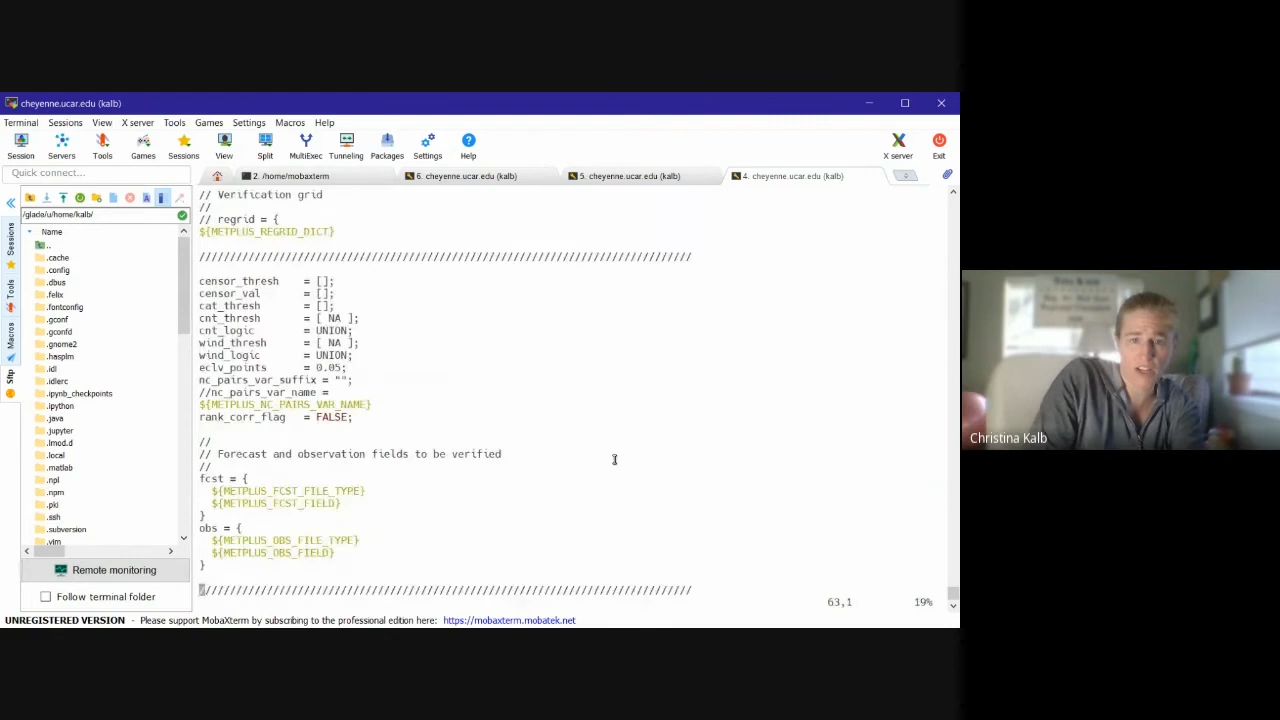 cheyenne.ucar.edu (kalb)
Terminal Sessions View X server Tools Games Settings Macros Help
Session Servers Tools Games Sessions View Split MultiExec Tunneling Packages Settings Help X server Exit
Quick connect...
2. /home/mobaxterm
6. cheyenne.ucar.edu (kalb)
5. cheyenne.ucar.edu (kalb)
4. cheyenne.ucar.edu (kalb)
/glade/u/home/kalb/
Sessions
Tools
Macros
Sftp
Name
..
.cache
.config
.dbus
.felix
.fontconfig
.gconf
.gconfd
.gnome2
.hasplm
.idl
.idlerc
.ipynb_checkpoints
.ipython
.java
.jupyter
.lmod.d
.local
.matlab
.npl
.npm
.pki
.ssh
.subversion
.vim
Remote monitoring
Follow terminal folder
// Verification grid
//
// regrid = {
${METPLUS_REGRID_DICT}
////////////////////////////////////////////////////////////////////////////////
censor_thresh = [];
censor_val = [];
cat_thresh = [];
cnt_thresh = [ NA ];
cnt_logic = UNION;
wind_thresh = [ NA ];
wind_logic = UNION;
eclv_points = 0.05;
nc_pairs_var_suffix = "";
//nc_pairs_var_name =
${METPLUS_NC_PAIRS_VAR_NAME}
rank_corr_flag = FALSE;
//
// Forecast and observation fields to be verified
//
fcst = {
${METPLUS_FCST_FILE_TYPE}
${METPLUS_FCST_FIELD}
}
obs = {
${METPLUS_OBS_FILE_TYPE}
${METPLUS_OBS_FIELD}
}
////////////////////////////////////////////////////////////////////////////////
63,1 19%
UNREGISTERED VERSION - Please support MobaXterm by subscribing to the professional edition here: https://mobaxterm.mobatek.net
Christina Kalb